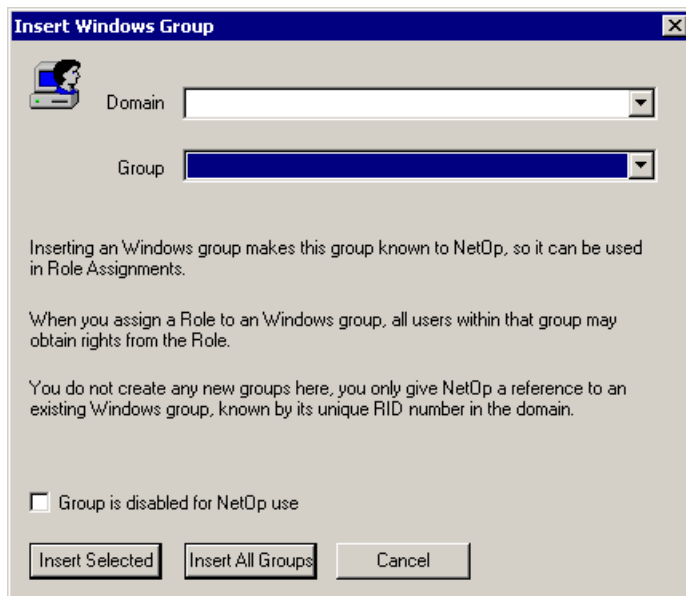 Insert Windows Group
Domain
Group
Inserting an Windows group makes this group known to NetOp, so it can be used
in Role Assignments.
When you assign a Role to an Windows group, all users within that group may
obtain rights from the Role.
You do not create any new groups here, you only give NetOp a reference to an
existing Windows group, known by its unique RID number in the domain.
Group is disabled for NetOp use
Insert Selected Insert All Groups Cancel